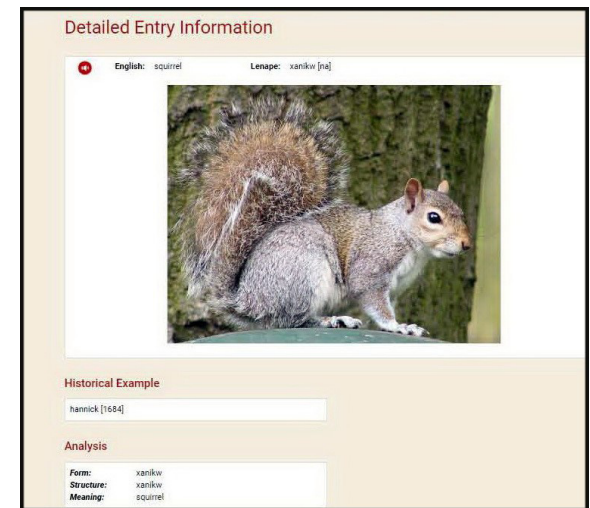 Detailed Entry Information
English: squirrel Lenape: xanikw [na]
Historical Example
hannick [1684]
Analysis
Form: xanikw
Structure: xanikw
Meaning: squirrel